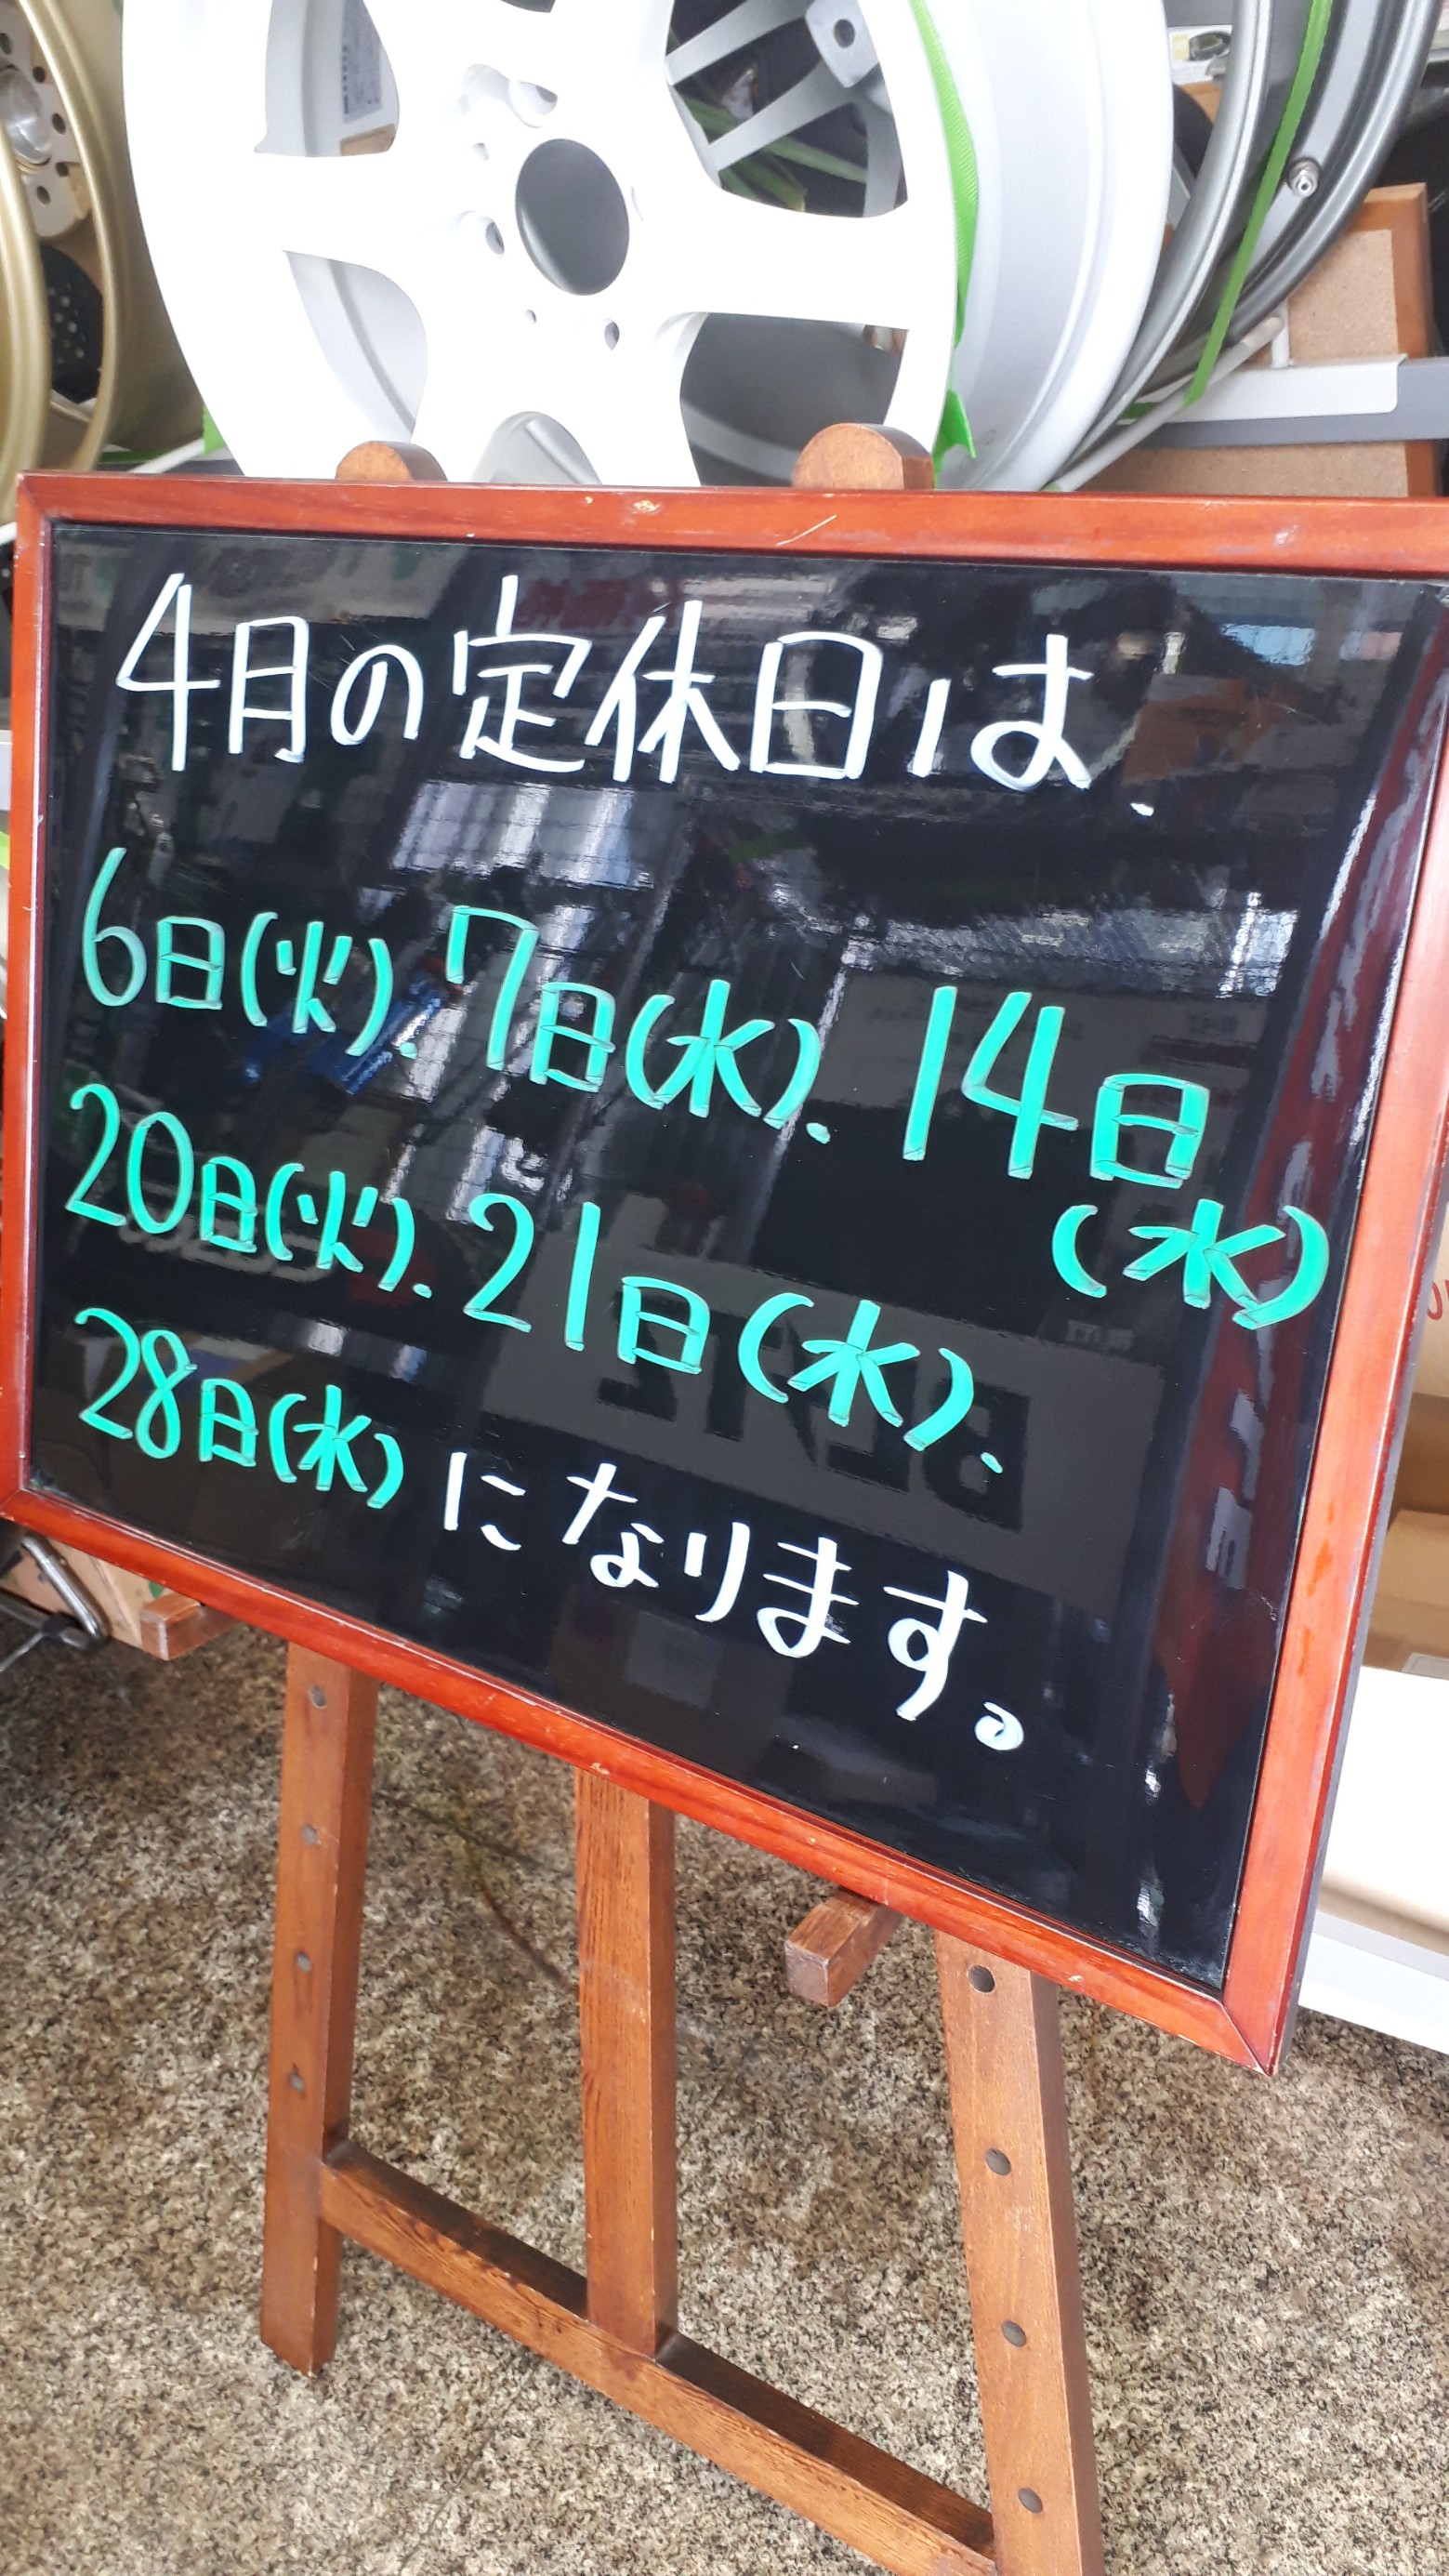 4月の定休日は、
6日(火).7日(水).14日
(水)
20日(火).21日(水).
28日(水)になります。